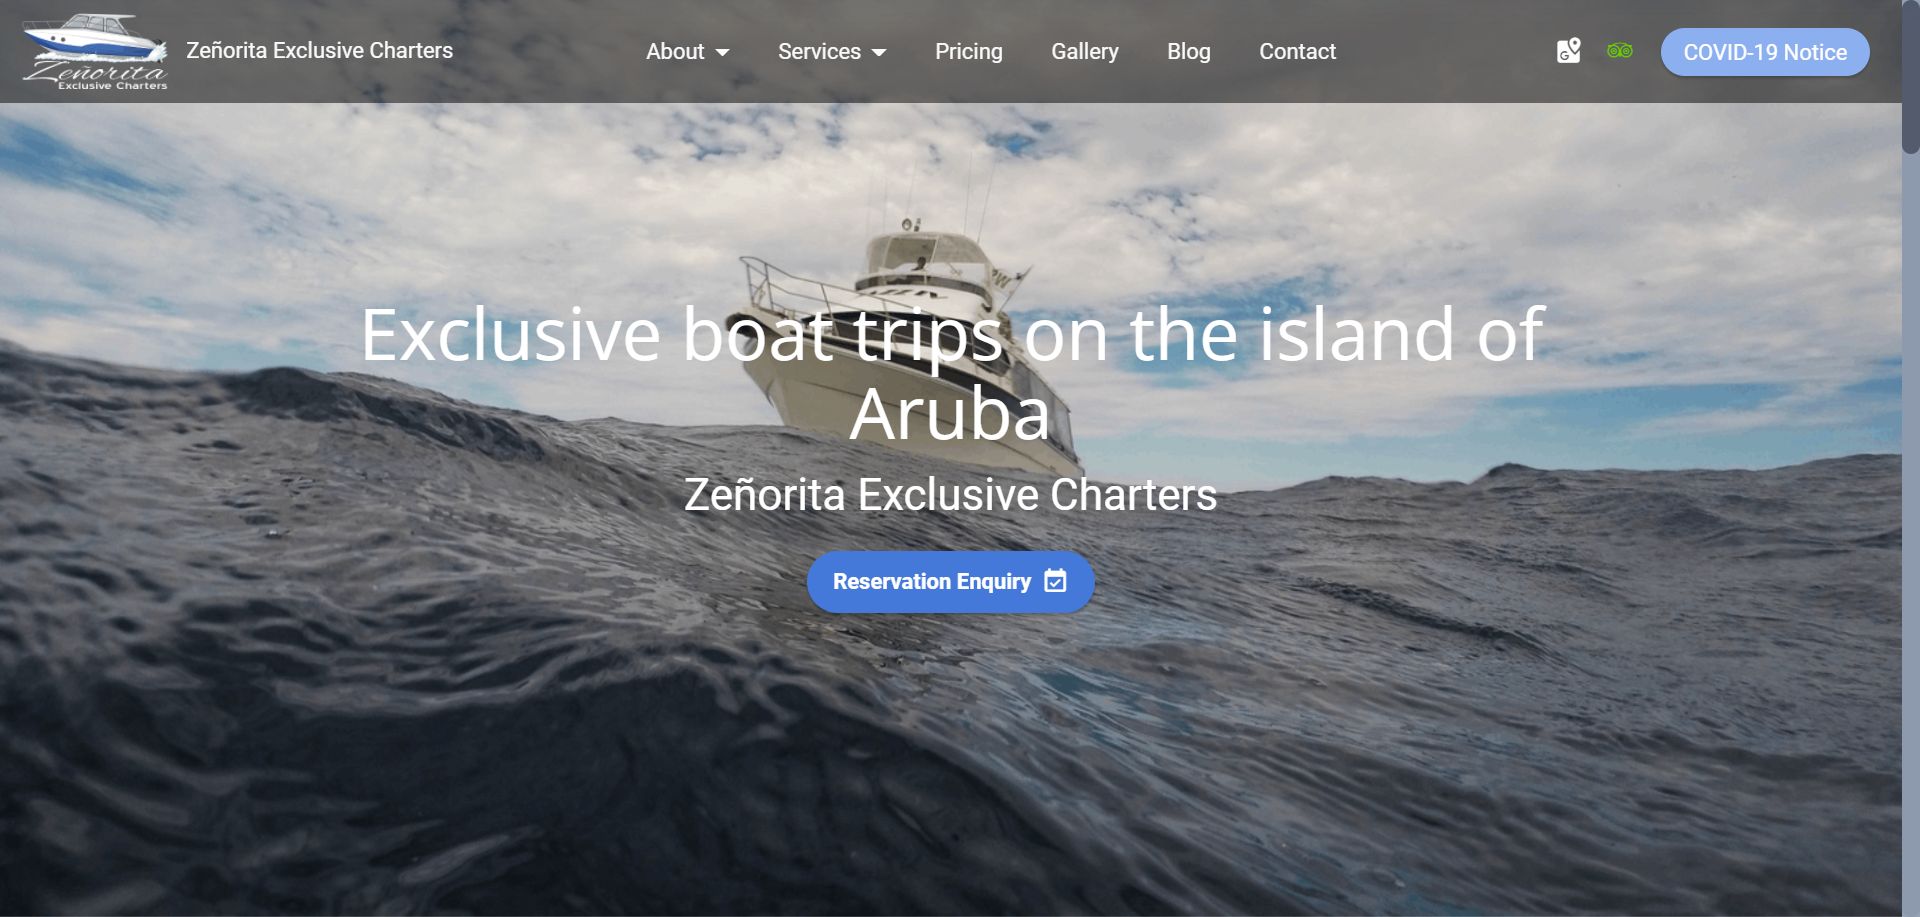 Zeñorita
Exclusive Charters
Zeñorita Exclusive Charters
About
Services
Pricing
Gallery
Blog
Contact
G
COVID-19 Notice
Exclusive boat trips on the island of
Aruba
Zeñorita Exclusive Charters
Reservation Enquiry